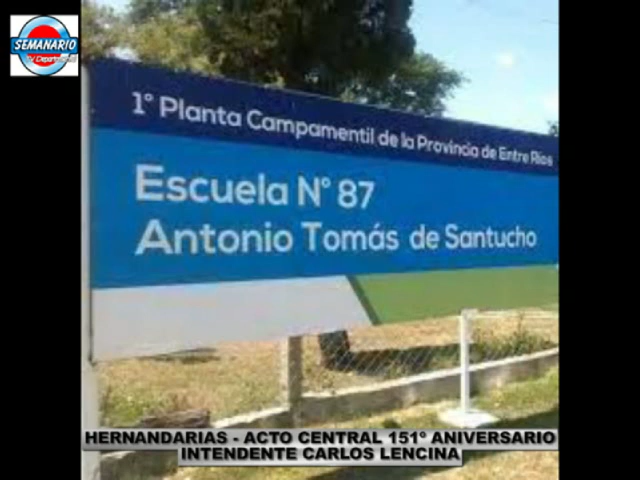 SEMANARIO
1° Planta Campamentil de la Provincia de Entre Ríos
Escuela N° 87
Antonio Tomás de Santucho
HERNANDARIAS - ACTO CENTRAL 151° ANIVERSARIO
INTENDENTE CARLOS LENCINA